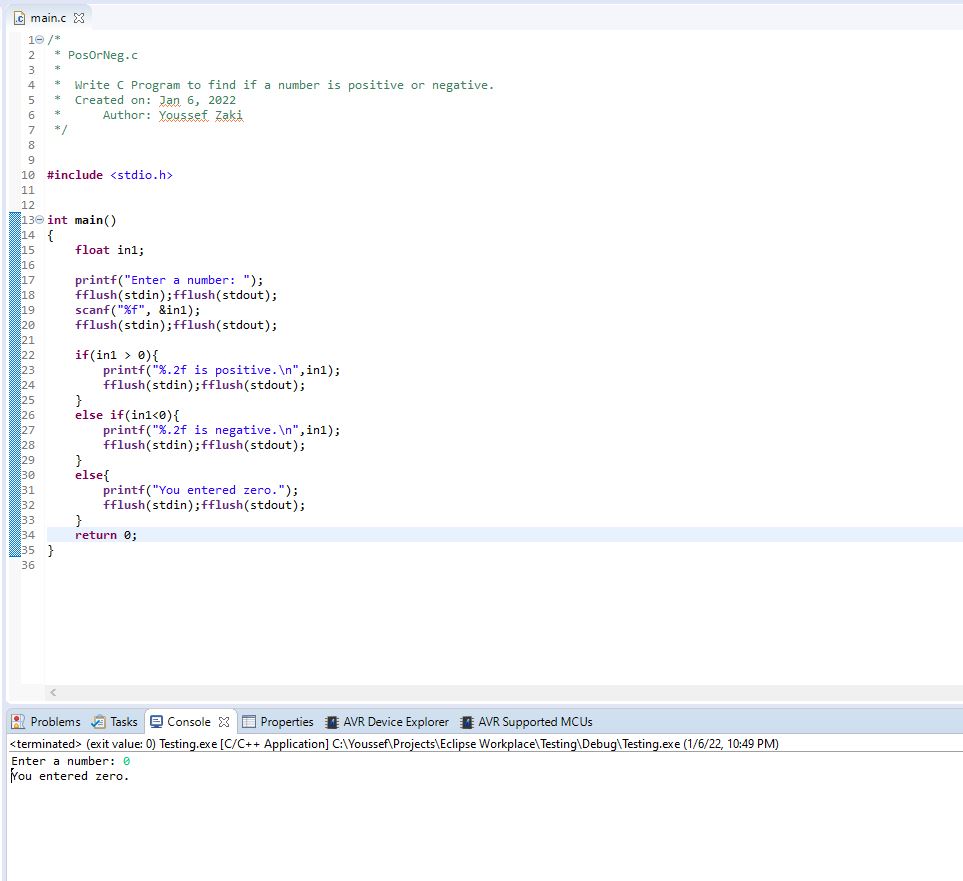 main.c
1 /*
2  * PosOrNeg.c
3  *
4  *  Write C Program to find if a number is positive or negative.
5  *  Created on: Jan 6, 2022
6  *      Author: Youssef Zaki
7  */
8
9
10 #include <stdio.h>
11
12
13 int main()
14 {
15     float in1;
16
17     printf("Enter a number: ");
18     fflush(stdin);fflush(stdout);
19     scanf("%f", &in1);
20     fflush(stdin);fflush(stdout);
21
22     if(in1 > 0){
23         printf("%.2f is positive.\n",in1);
24         fflush(stdin);fflush(stdout);
25     }
26     else if(in1<0){
27         printf("%.2f is negative.\n",in1);
28         fflush(stdin);fflush(stdout);
29     }
30     else{
31         printf("You entered zero.");
32         fflush(stdin);fflush(stdout);
33     }
34     return 0;
35 }
36
Problems Tasks Console Properties AVR Device Explorer AVR Supported MCUs
<terminated> (exit value: 0) Testing.exe [C/C++ Application] C:\Youssef\Projects\Eclipse Workplace\Testing\Debug\Testing.exe (1/6/22, 10:49 PM)
Enter a number: 0
You entered zero.